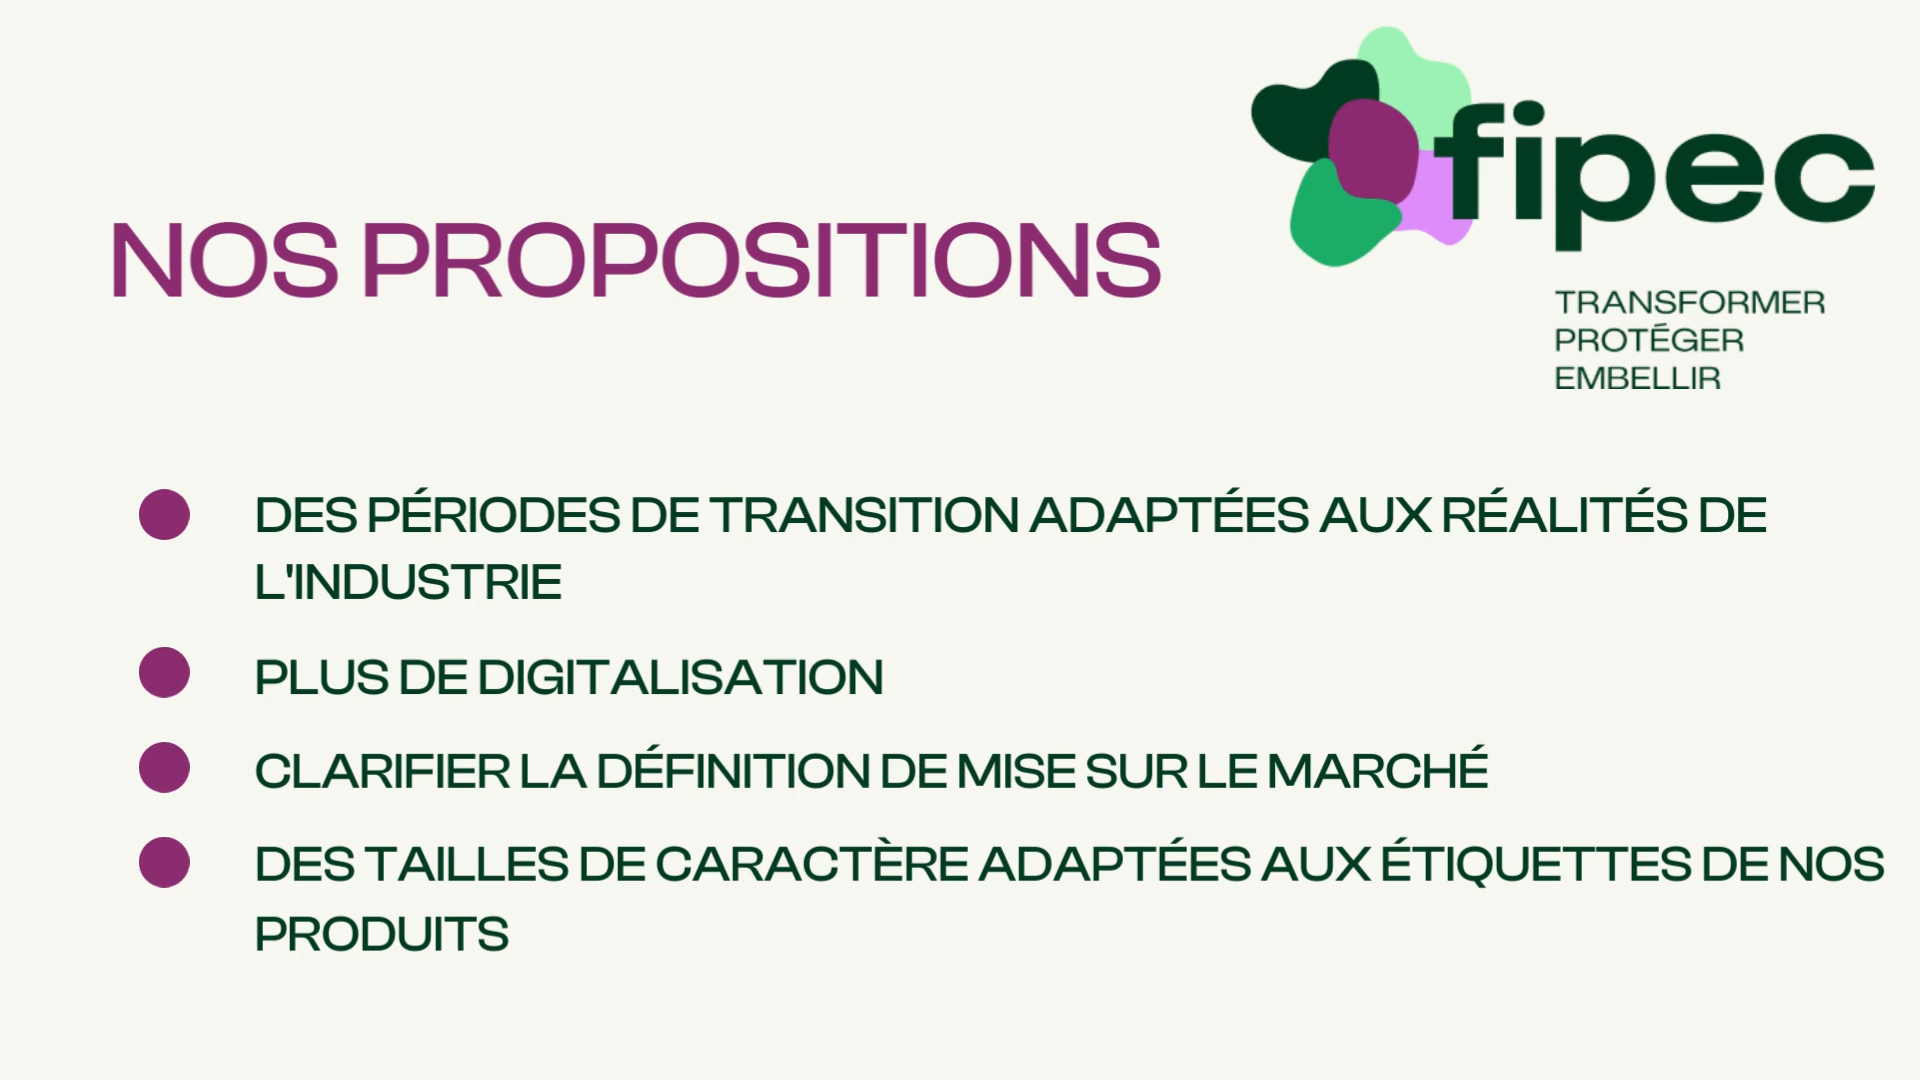 fipec
NOS PROPOSITIONS
TRANSFORMER
PROTÉGER
EMBELLIR
DES PÉRIODES DE TRANSITION ADAPTÉES AUX RÉALITÉS DE
L'INDUSTRIE
PLUS DE DIGITALISATION
CLARIFIER LA DÉFINITION DE MISE SUR LE MARCHÉ
DES TAILLES DE CARACTÈRE ADAPTÉES AUX ÉTIQUETTES DE NOS
PRODUITS